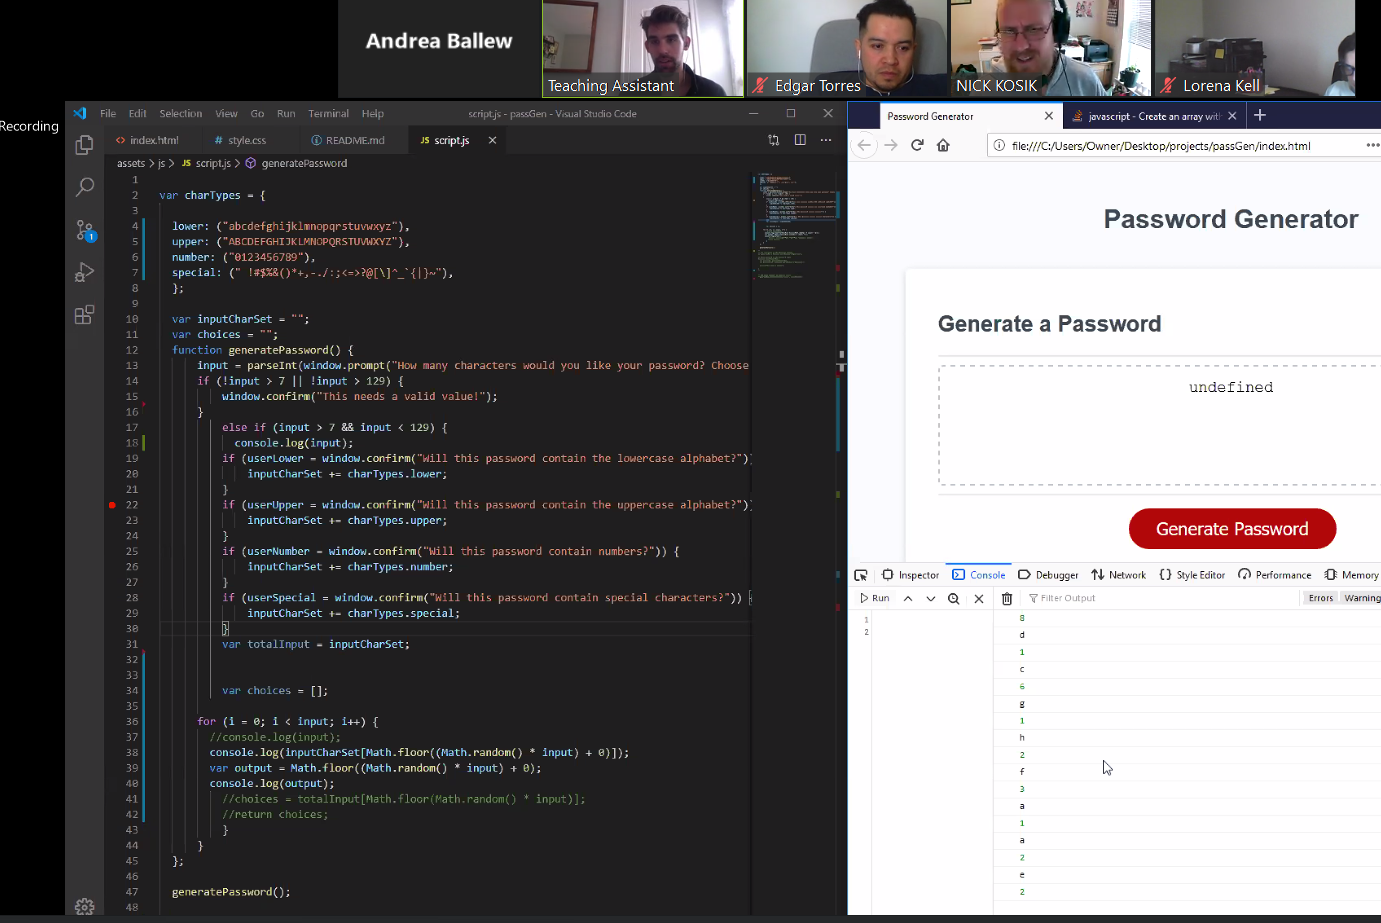 Andrea Ballew
Teaching Assistant
Edgar Torres
NICK KOSIK
Lorena Kell
Recording
File Edit Selection View Go Run Terminal Help
script.js - passGen - Visual Studio Code
index.html
style.css
README.md
script.js
assets > js > script.js > generatePassword
1
2 var charTypes = {
3
4 lower: ("abcdefghijklmnopqrstuvwxyz"),
5 upper: ("ABCDEFGHIJKLMNOPQRSTUVWXYZ"),
6 number: ("0123456789"),
7 special: (" !#$%&()*+,-./:;<=>?@[\]^_`{|}~"),
8 };
9
10 var inputCharSet = "";
11 var choices = "";
12 function generatePassword() {
13 input = parseInt(window.prompt("How many characters would you like your password? Choose
14 if (!input > 7 || !input > 129) {
15 window.confirm("This needs a valid value!");
16 }
17 else if (input > 7 && input < 129) {
18 console.log(input);
19 if (userLower = window.confirm("Will this password contain the lowercase alphabet?"))
20 inputCharSet += charTypes.lower;
21 }
22 if (userUpper = window.confirm("Will this password contain the uppercase alphabet?"))
23 inputCharSet += charTypes.upper;
24 }
25 if (userNumber = window.confirm("Will this password contain numbers?")) {
26 inputCharSet += charTypes.number;
27 }
28 if (userSpecial = window.confirm("Will this password contain special characters?")) {
29 inputCharSet += charTypes.special;
30 }
31 var totalInput = inputCharSet;
32
33
34 var choices = [];
35
36 for (i = 0; i < input; i++) {
37 //console.log(input);
38 console.log(inputCharSet[Math.floor((Math.random() * input) + 0)]);
39 var output = Math.floor((Math.random() * input) + 0);
40 console.log(output);
41 //choices = totalInput[Math.floor(Math.random() * input)];
42 //return choices;
43 }
44 }
45 };
46
47 generatePassword();
48
1
Password Generator
javascript - Create an array with
file:///C:/Users/Owner/Desktop/projects/passGen/index.html
Password Generator
Generate a Password
undefined
Generate Password
Inspector Console Debugger Network Style Editor Performance Memory
Run
Filter Output
Errors Warning
1
2
8
d
1
c
6
g
1
h
2
f
3
a
1
a
2
e
2